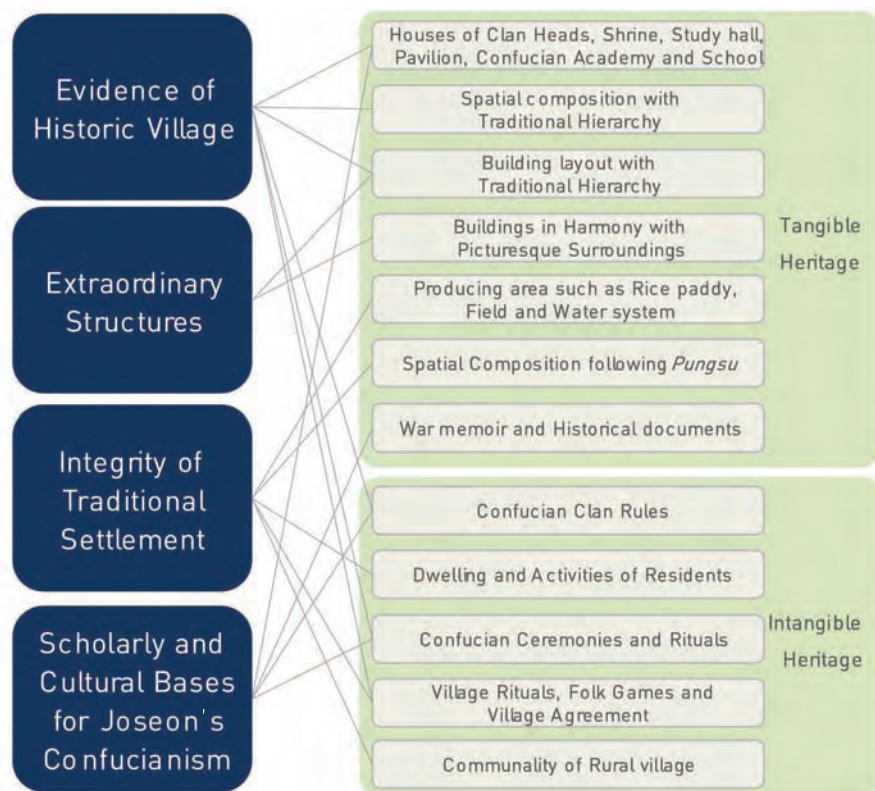 Evidence of
Historic Village
Extraordinary
Structures
Integrity of
Traditional
Settlement
Scholarly and
Cultural Bases
for Joseon's
Confucianism
Houses of Clan Heads, Shrine, Study hall,
Pavilion, Confucian Academy and School
Spatial composition with
Traditional Hierarchy
Building layout with
Traditional Hierarchy
Buildings in Harmony with
Picturesque Surroundings
Producing area such as Rice paddy,
Field and Water system
Spatial Composition following Pungsu
War memoir and Historical documents
Tangible
Heritage
Confucian Clan Rules
Dwelling and Activities of Residents
Confucian Ceremonies and Rituals
Village Rituals, Folk Games and
Village Agreement
Communality of Rural village
Intangible
Heritage